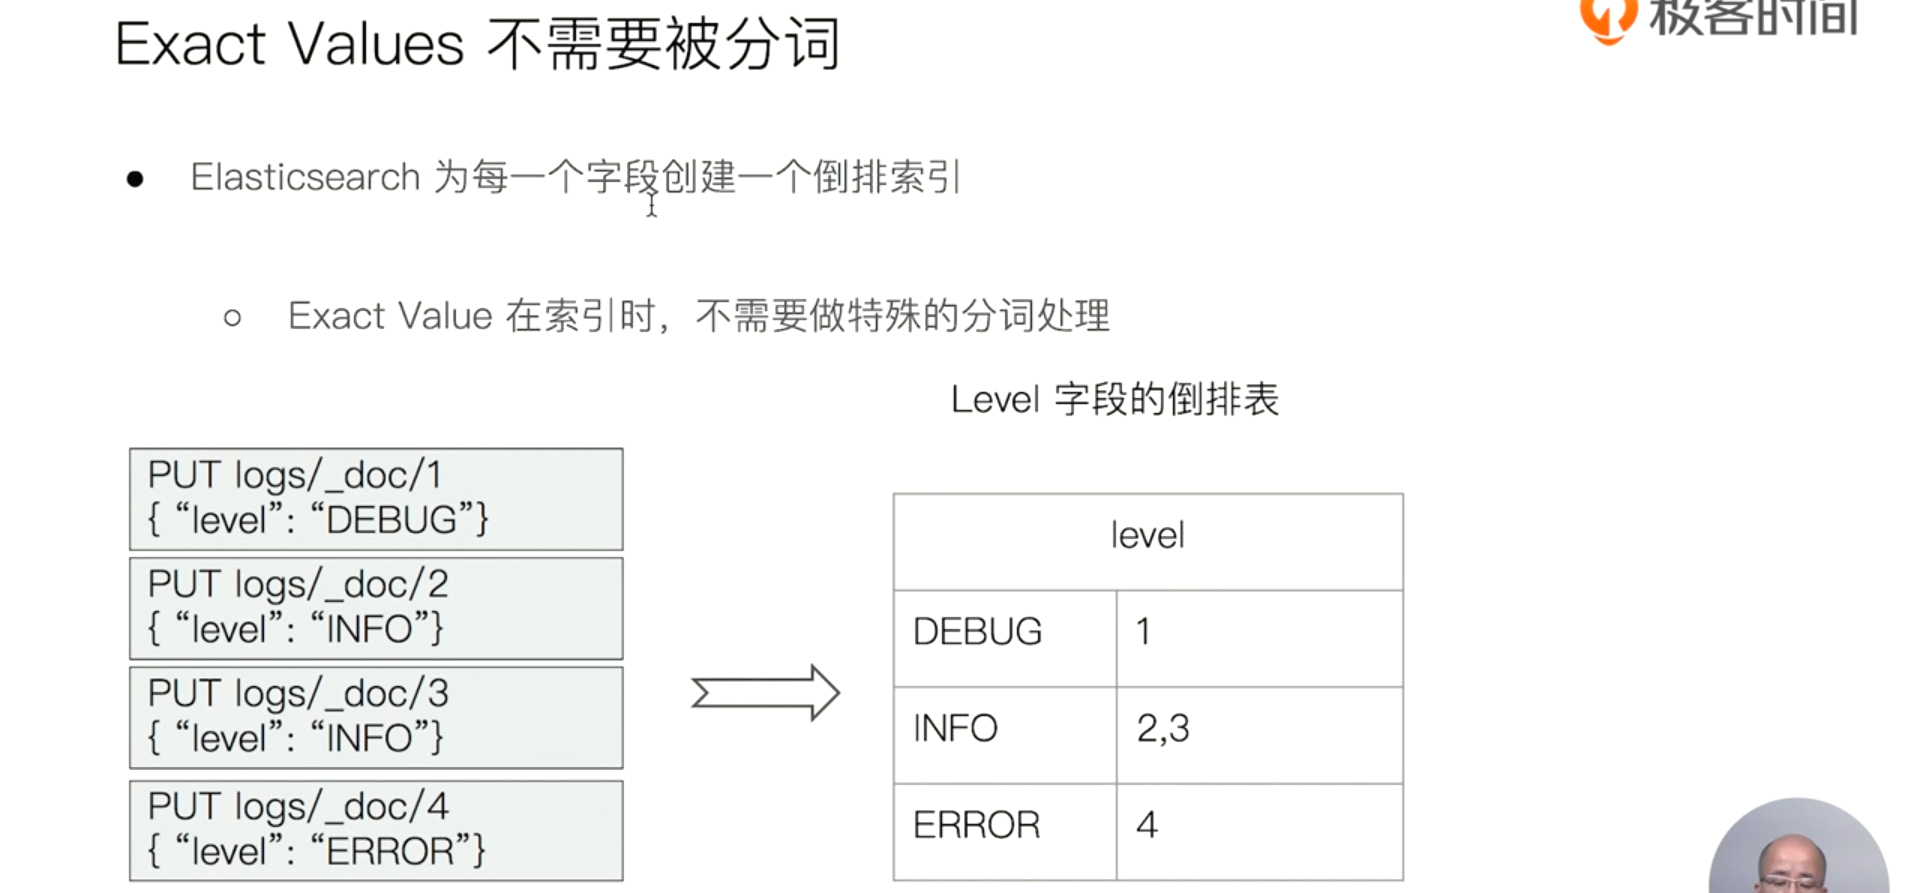 极客时间
Exact Values 不需要被分词
● Elasticsearch 为每一个字段创建一个倒排索引
○ Exact Value 在索引时，不需要做特殊的分词处理
Level 字段的倒排表
PUT logs/_doc/1
{ “level”: “DEBUG”}
PUT logs/_doc/2
{ “level”: “INFO”}
PUT logs/_doc/3
{ “level”: “INFO”}
PUT logs/_doc/4
{ “level”: “ERROR”}
level
DEBUG 1
INFO 2,3
ERROR 4